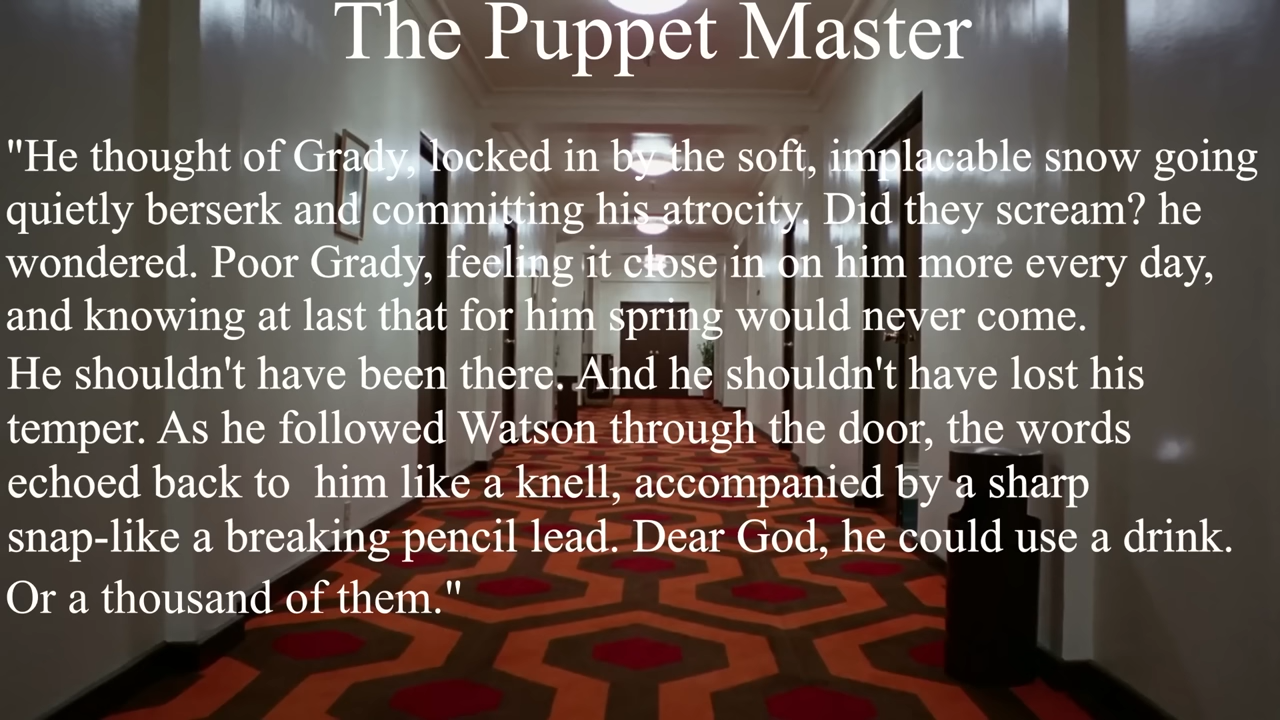 The Puppet Master
"He thought of Grady, locked in by the soft, implacable snow going
quietly berserk and committing his atrocity. Did they scream? he
wondered. Poor Grady, feeling it close in on him more every day,
and knowing at last that for him spring would never come.
He shouldn't have been there. And he shouldn't have lost his
temper. As he followed Watson through the door, the words
echoed back to  him like a knell, accompanied by a sharp
snap-like a breaking pencil lead. Dear God, he could use a drink.
Or a thousand of them."